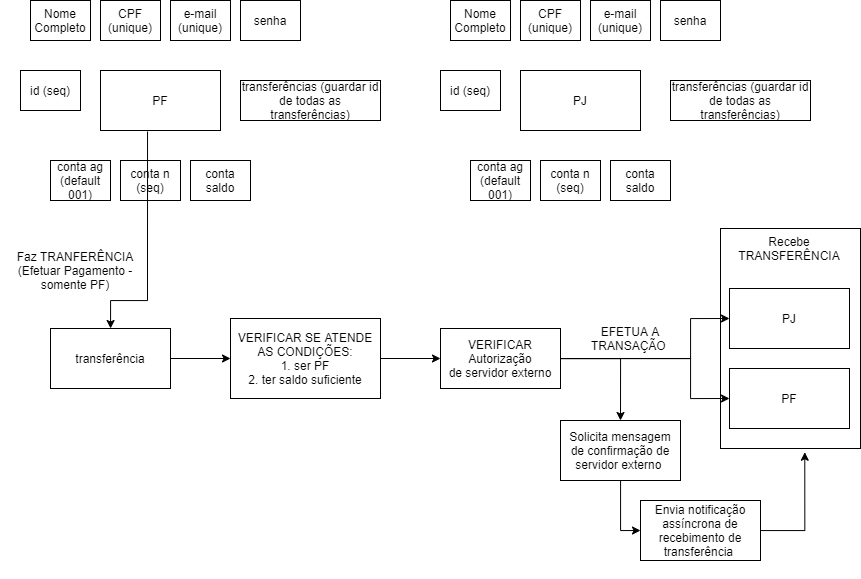 Nome
Completo
CPF
(unique)
e-mail
(unique)
senha
Nome
Completo
CPF
(unique)
e-mail
(unique)
senha
id (seq)
PF
transferências (guardar id
de todas as
transferências)
id (seq)
PJ
transferências (guardar id
de todas as
transferências)
conta ag
(default
001)
conta n
(seq)
conta
saldo
conta ag
(default
001)
conta n
(seq)
conta
saldo
Faz TRANFERÊNCIA
(Efetuar Pagamento -
somente PF)
transferência
VERIFICAR SE ATENDE
AS CONDIÇÕES:
1. ser PF
2. ter saldo suficiente
VERIFICAR
Autorização
de servidor externo
EFETUA A
TRANSAÇÃO
Recebe
TRANSFERÊNCIA
PJ
PF
Solicita mensagem
de confirmação de
servidor externo
Envia notificação
assíncrona de
recebimento de
transferência